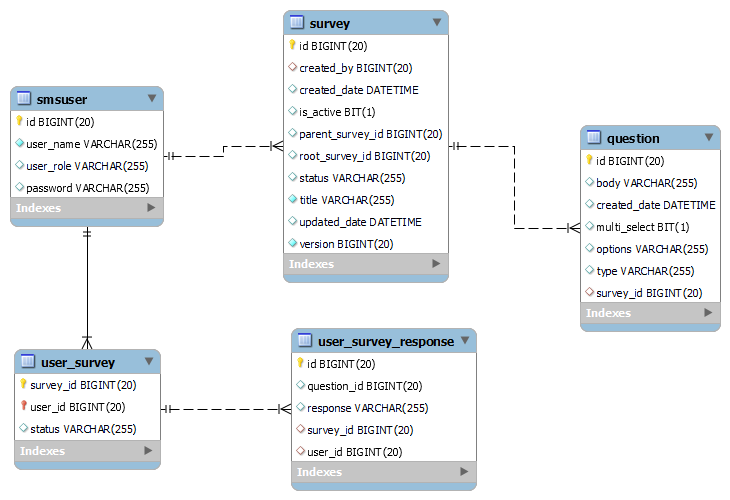 survey
id BIGINT(20)
created_by BIGINT(20)
created_date DATETIME
is_active BIT(1)
parent_survey_id BIGINT(20)
root_survey_id BIGINT(20)
status VARCHAR(255)
title VARCHAR(255)
updated_date DATETIME
version BIGINT(20)
Indexes
smsuser
id BIGINT(20)
user_name VARCHAR(255)
user_role VARCHAR(255)
password VARCHAR(255)
Indexes
question
id BIGINT(20)
body VARCHAR(255)
created_date DATETIME
multi_select BIT(1)
options VARCHAR(255)
type VARCHAR(255)
survey_id BIGINT(20)
Indexes
user_survey
survey_id BIGINT(20)
user_id BIGINT(20)
status VARCHAR(255)
Indexes
user_survey_response
id BIGINT(20)
question_id BIGINT(20)
response VARCHAR(255)
survey_id BIGINT(20)
user_id BIGINT(20)
Indexes